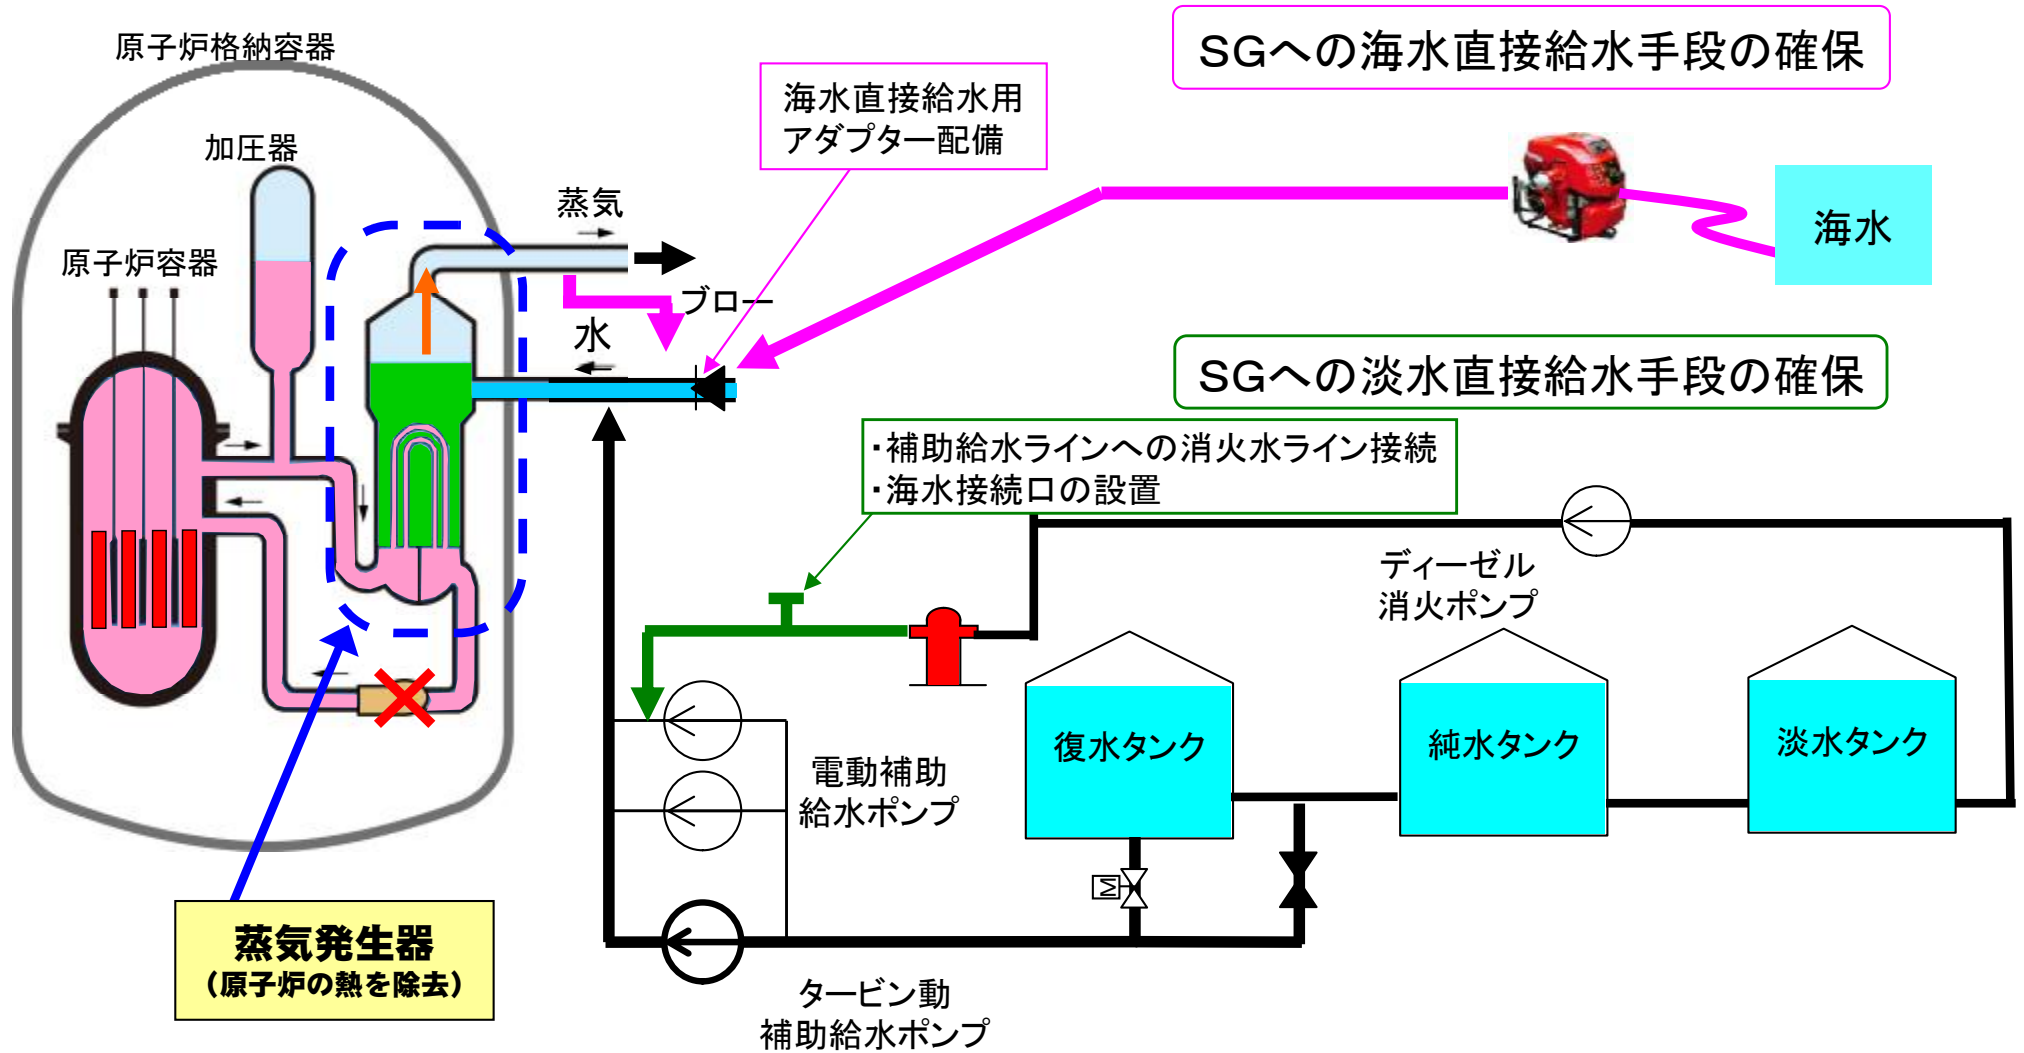 原子炉格納容器
SGへの海水直接給水手段の確保
海水直接給水用
アダプター配備
加圧器
蒸気
海水
原子炉容器
ブロー
水
SGへの淡水直接給水手段の確保
・補助給水ラインへの消火水ライン接続
・海水接続口の設置
ディーゼル
消火ポンプ
復水タンク
純水タンク
淡水タンク
電動補助
給水ポンプ
M
蒸気発生器
(原子炉の熱を除去)
タービン動
補助給水ポンプ